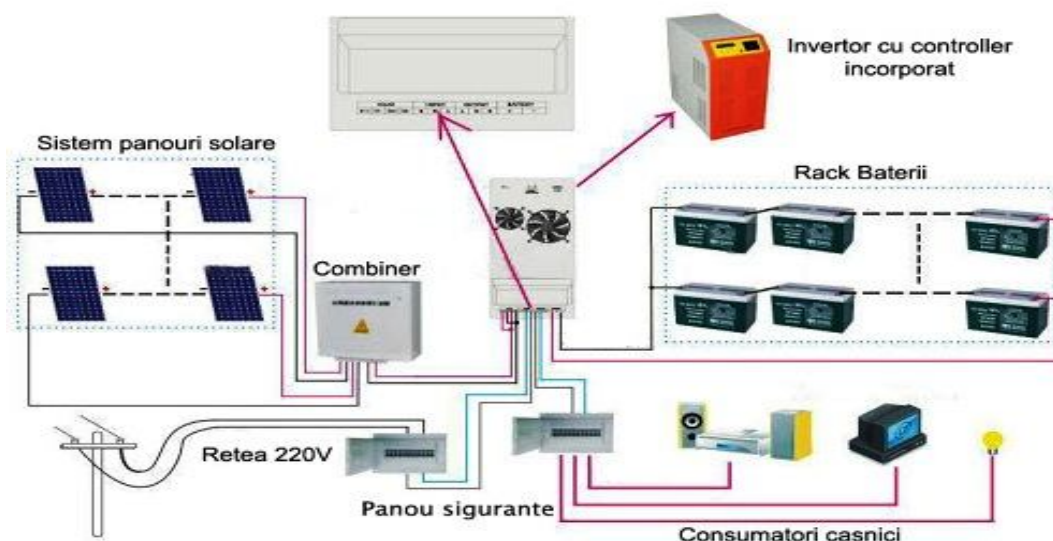 Invertor cu controller
incorporat
Sistem panouri solare
Rack Baterii
Combiner
Retea 220V
Panou sigurante
Consumatori casnici